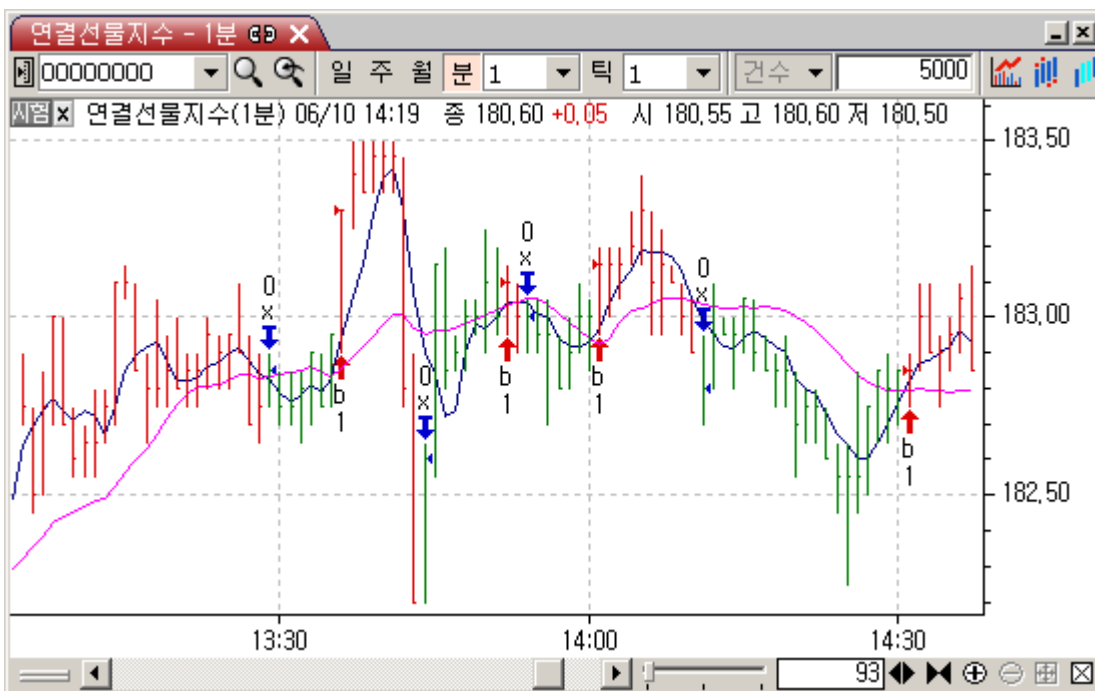 연결선물지수 - 1분
00000000 일 주 월 분 1 틱 1 건수 5000
시험 연결선물지수(1분) 06/10 14:19 종 180,60 +0,05 시 180,55 고 180,60 저 180,50
183,50
0
x
0
x
0
x
183,00
0
x
b
1
b
1
b
1
b
1
182,50
13:30 14:00 14:30
93